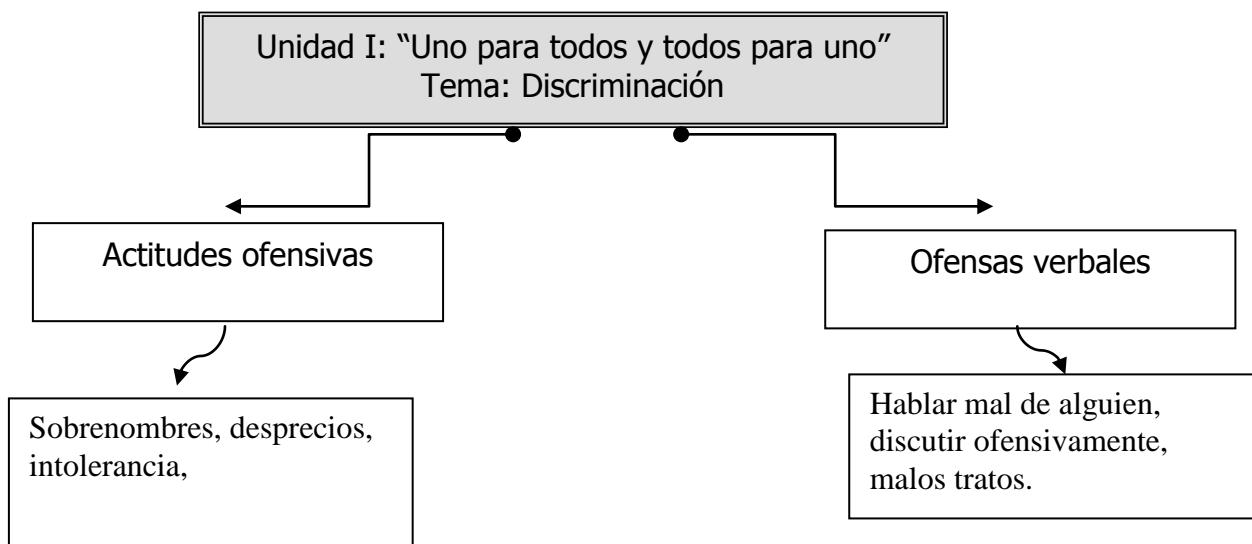 Unidad I: “Uno para todos y todos para uno”
Tema: Discriminación
Actitudes ofensivas
Ofensas verbales
Sobrenombres, desprecios,
intolerancia,
Hablar mal de alguien,
discutir ofensivamente,
malos tratos.